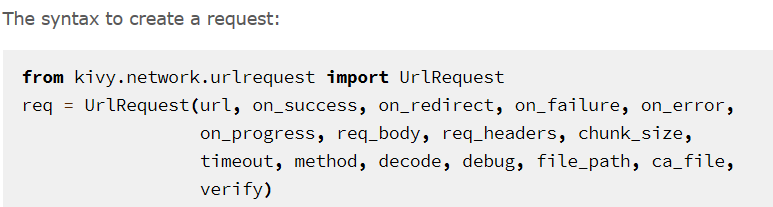 The syntax to create a request:
from kivy.network.urlrequest import UrlRequest
req = UrlRequest(url, on_success, on_redirect, on_failure, on_error,
on_progress, req_body, req_headers, chunk_size,
timeout, method, decode, debug, file_path, ca_file,
verify)